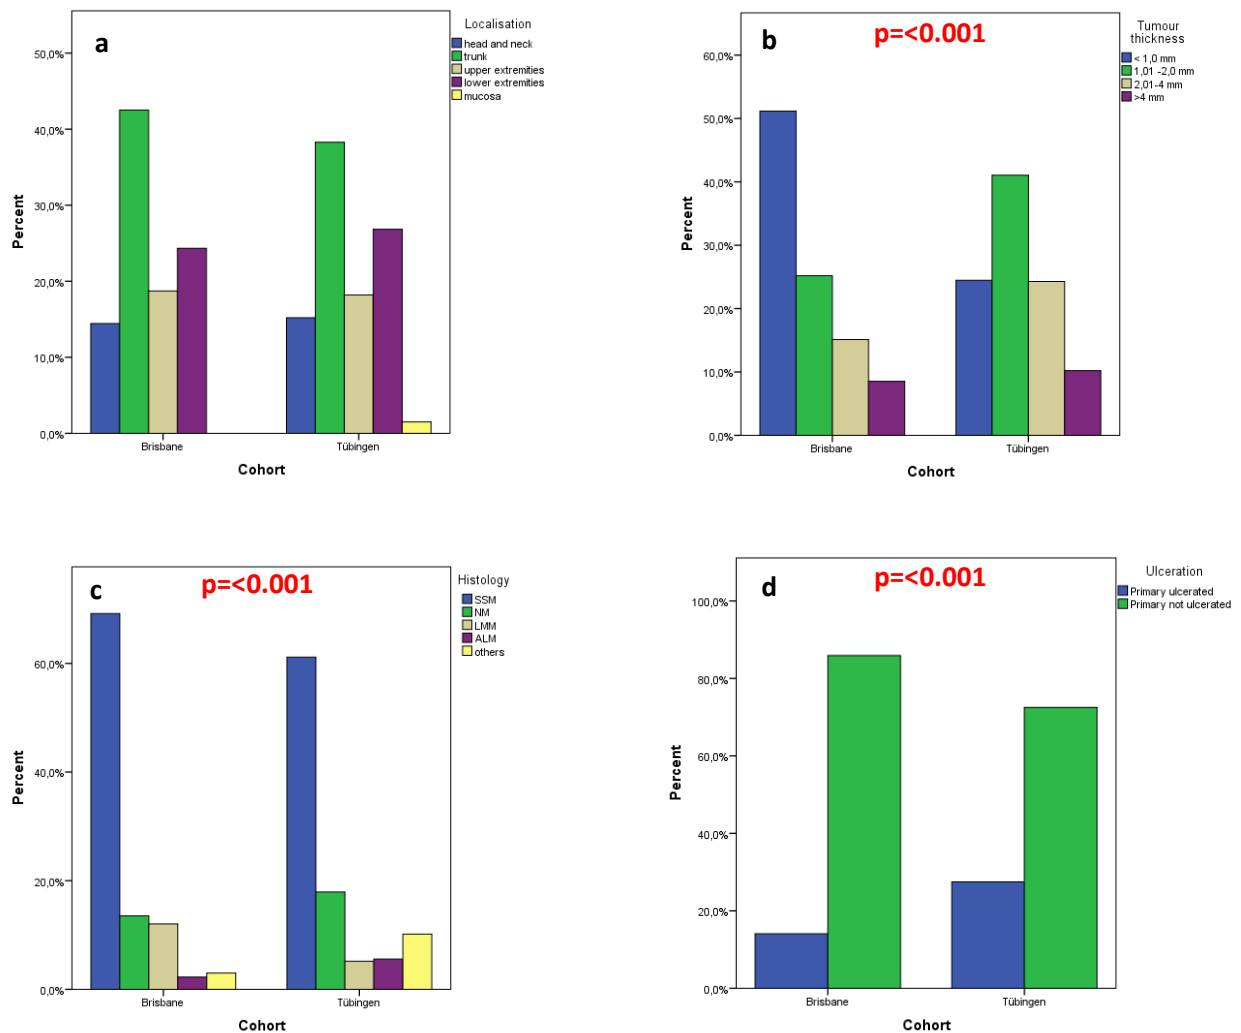 a
Localisation
head and neck
trunk
upper extremities
lower extremities
mucosa
50,0%
40,0%
30,0%
20,0%
10,0%
0,0%
Percent
Brisbane
Tübingen
Cohort
b
p=<0.001
Tumour
thickness
< 1,0 mm
1,01 -2,0 mm
2,01-4 mm
>4 mm
60,0%
50,0%
40,0%
30,0%
20,0%
10,0%
0,0%
Percent
Brisbane
Tübingen
Cohort
c
p=<0.001
Histology
SSM
NM
LMM
ALM
others
60,0%
40,0%
20,0%
0,0%
Percent
Brisbane
Tübingen
Cohort
d
p=<0.001
Ulceration
Primary ulcerated
Primary not ulcerated
100,0%
80,0%
60,0%
40,0%
20,0%
0,0%
Percent
Brisbane
Tübingen
Cohort